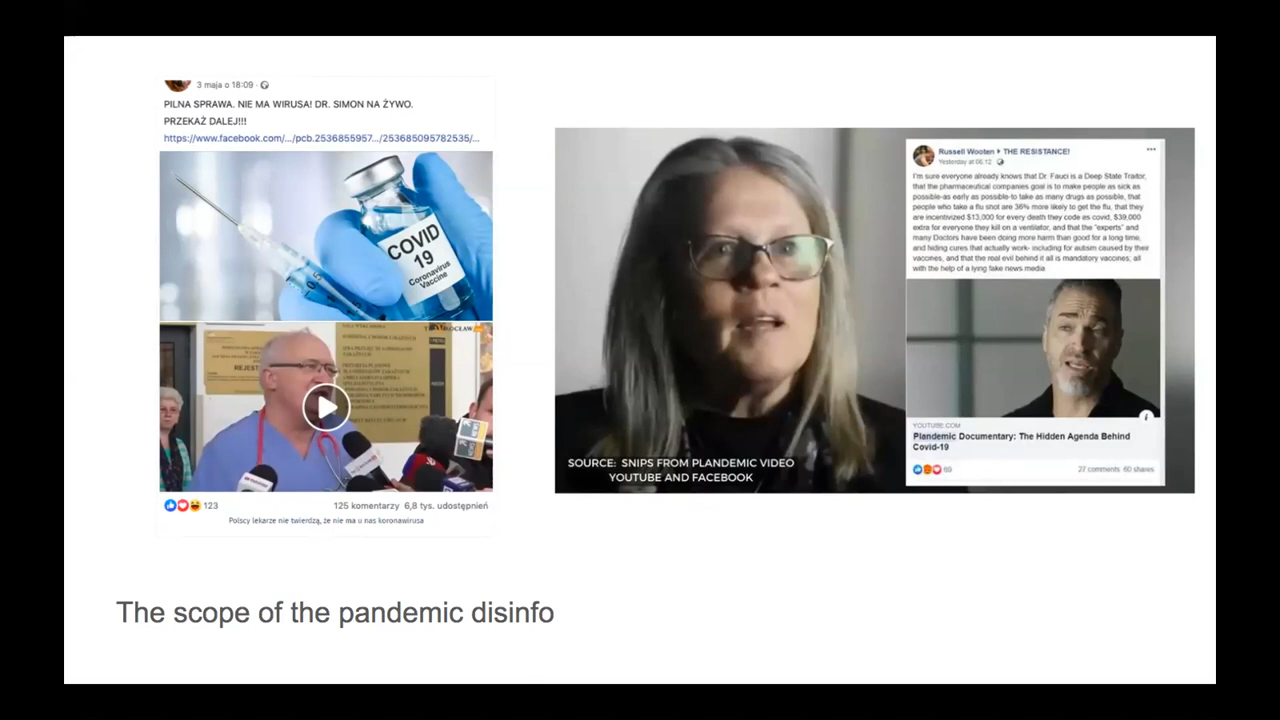 3 maja o 18:09 ·
PILNA SPRAWA. NIE MA WIRUSA! DR. SIMON NA ŻYWO.
PRZEKAŻ DALEJ!!!
https://www.facebook.com/.../pcb.2536855957.../253685095782535/...
COVID
19
Coronavirus
Vaccine
REJEST
123
125 komentarzy 6,8 tys. udostępnień
Polscy lekarze nie twierdzą, że nie ma u nas koronawirusa
SOURCE: SNIPS FROM PLANDEMIC VIDEO
YOUTUBE AND FACEBOOK
Russell Wooten ▸ THE RESISTANCE!
Yesterday at 06.12
I'm sure everyone already knows that Dr. Fauci is a Deep State Traitor,
that the pharmaceutical companies goal is to make people as sick as
possible-as early as possible-to take as many drugs as possible, that
people who take a flu shot are 36% more likely to get the flu, that they
are incentivized $13,000 for every death they code as covid, $39,000
extra for everyone they kill on a ventilator, and that the "experts" and
many Doctors have been doing more harm than good for a long time,
and hiding cures that actually work- including for autism caused by their
vaccines, and that the real evil behind it all is mandatory vaccines, all
with the help of a lying fake news media
YOUTUBE.COM
Plandemic Documentary: The Hidden Agenda Behind
Covid-19
69
27 comments 60 shares
The scope of the pandemic disinfo